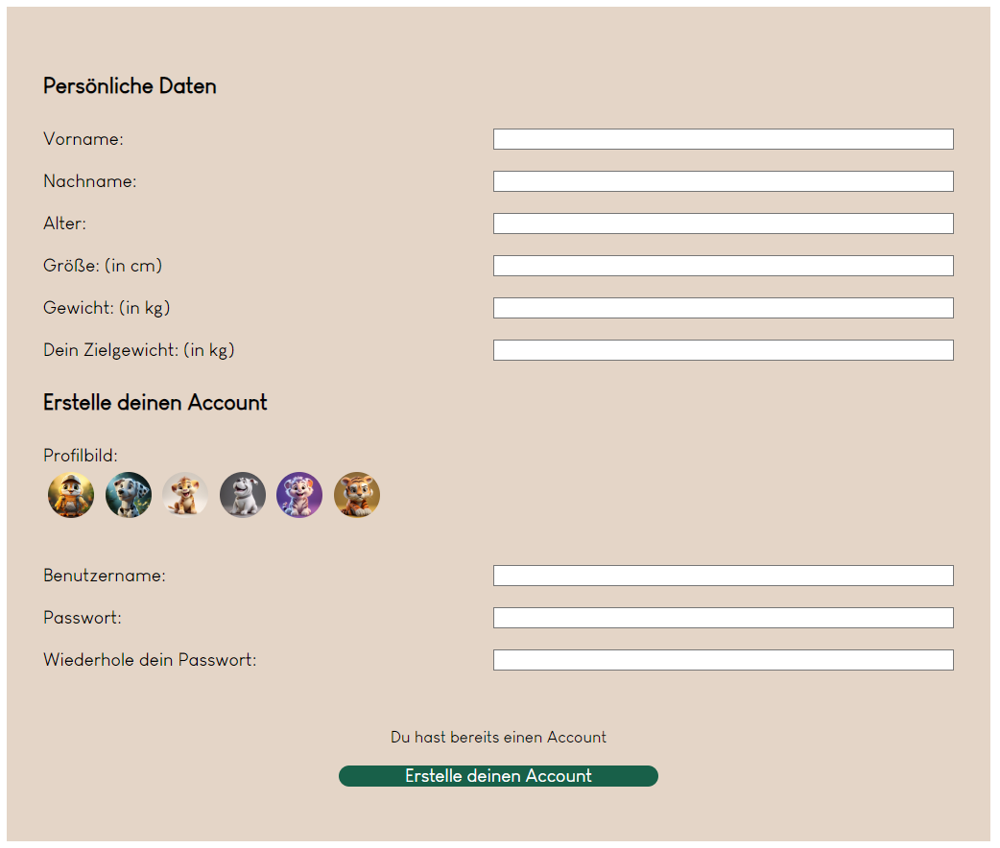 Persönliche Daten
Vorname:
Nachname:
Alter:
Größe: (in cm)
Gewicht: (in kg)
Dein Zielgewicht: (in kg)
Erstelle deinen Account
Profilbild:
Benutzername:
Passwort:
Wiederhole dein Passwort:
Du hast bereits einen Account
Erstelle deinen Account